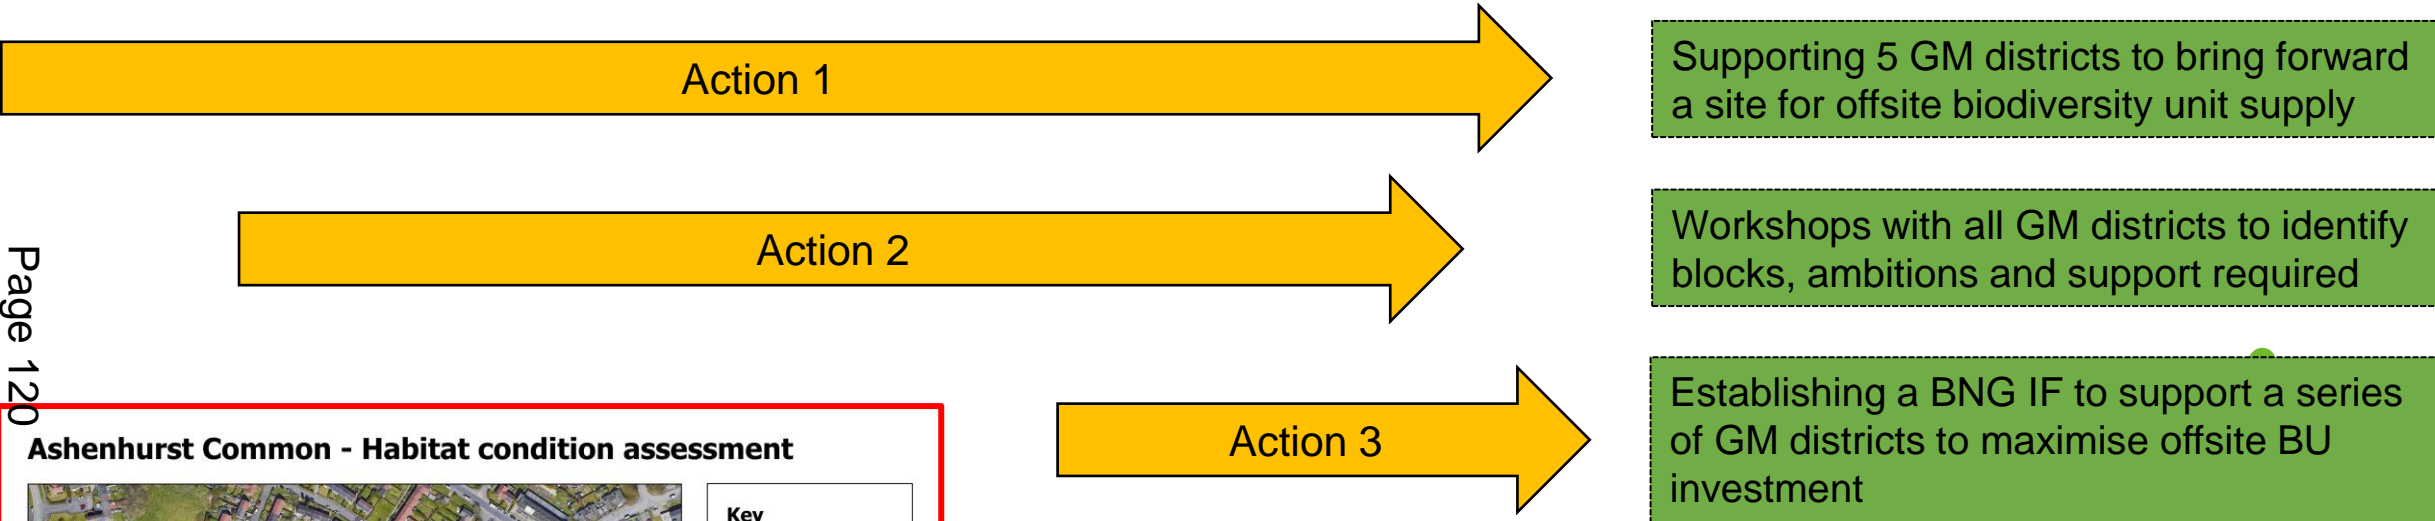 Action 1
Supporting 5 GM districts to bring forward
a site for offsite biodiversity unit supply
Action 2
Workshops with all GM districts to identify
blocks, ambitions and support required
Page 120
Action 3
Establishing a BNG IF to support a series
of GM districts to maximise offsite BU
investment
Ashenhurst Common - Habitat condition assessment
Key